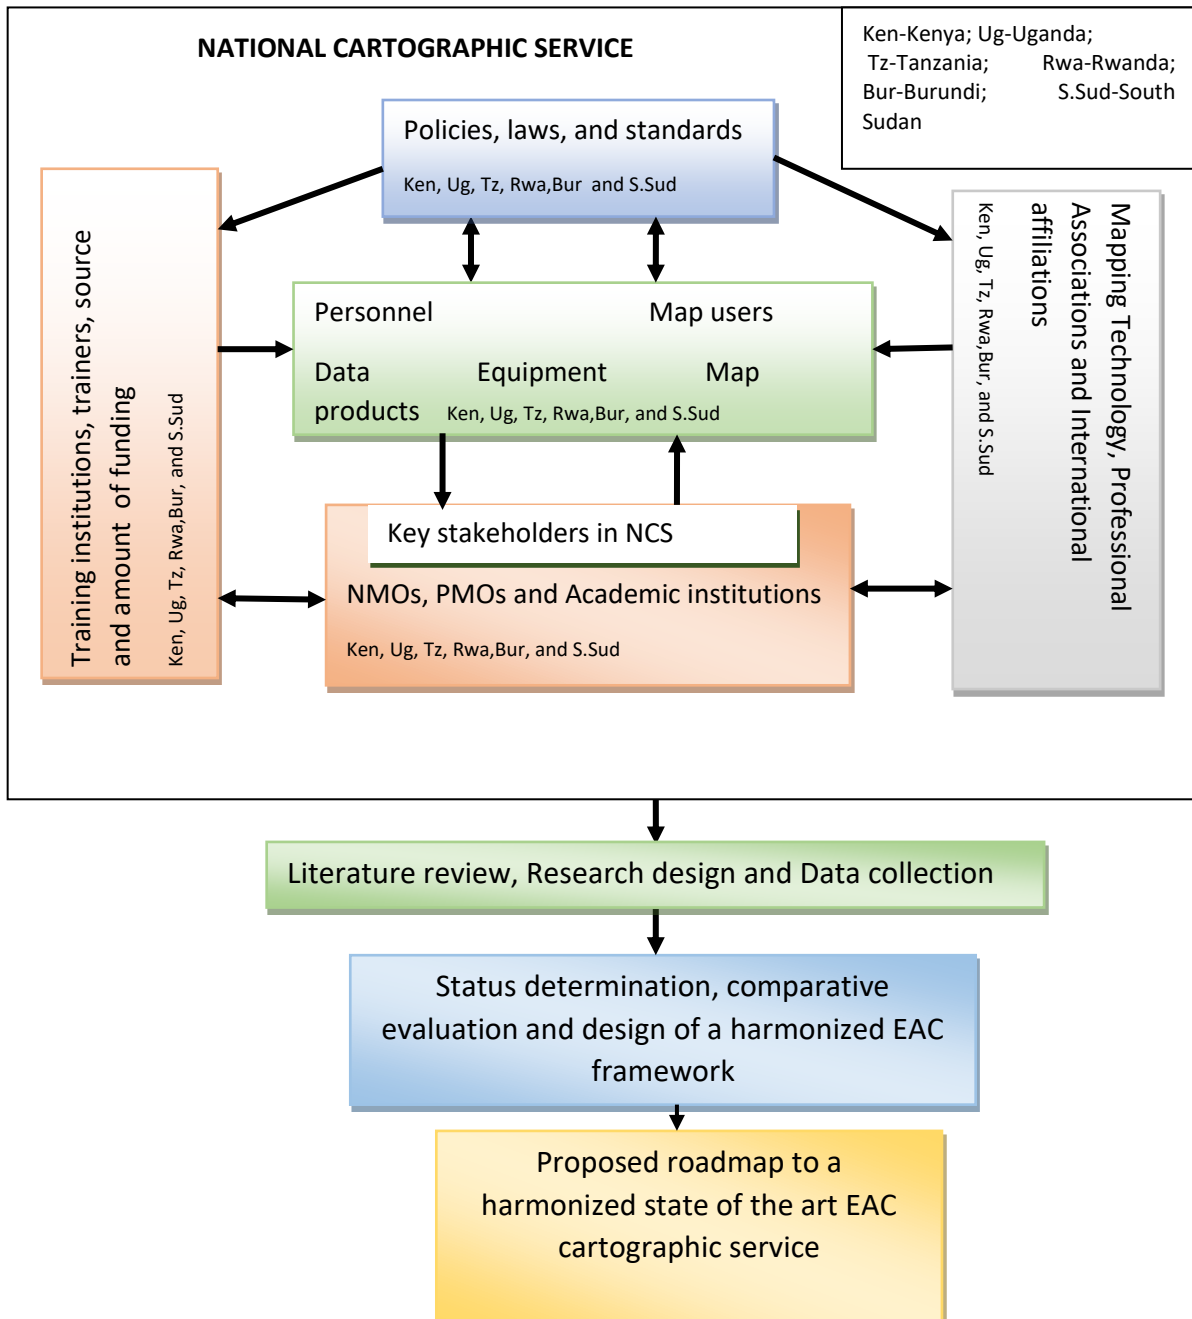 NATIONAL CARTOGRAPHIC SERVICE
Ken-Kenya; Ug-Uganda;
Tz-Tanzania; Rwa-Rwanda;
Bur-Burundi; S.Sud-South
Sudan
Policies, laws, and standards
Ken, Ug, Tz, Rwa,Bur and S.Sud
Training institutions, trainers, source
and amount of funding
Ken, Ug, Tz, Rwa,Bur, and S.Sud
Personnel Map users
Data Equipment Map
products Ken, Ug, Tz, Rwa,Bur, and S.Sud
Mapping Technology, Professional
Associations and International
affiliations
Ken, Ug, Tz, Rwa,Bur, and S.Sud
Key stakeholders in NCS
NMOs, PMOs and Academic institutions
Ken, Ug, Tz, Rwa,Bur, and S.Sud
Literature review, Research design and Data collection
Status determination, comparative
evaluation and design of a harmonized EAC
framework
Proposed roadmap to a
harmonized state of the art EAC
cartographic service